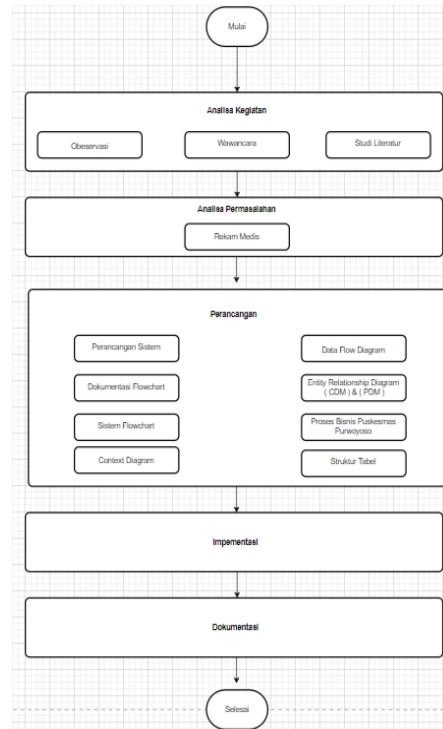 Mulai
Analisa Kegiatan
Obeservasi
Wawancara
Studi Literatur
Analisa Permasalahan
Rekam Medis
Perancangan
Perancangan Sistem
Data Flow Diagram
Dokumentasi Flowchart
Entity Relationship Diagram
( CDM ) & ( PDM )
Sistem Flowchart
Proses Bisnis Puskesmas
Purwoyoso
Context Diagram
Struktur Tabel
Impementasi
Dokumentasi
Selesai